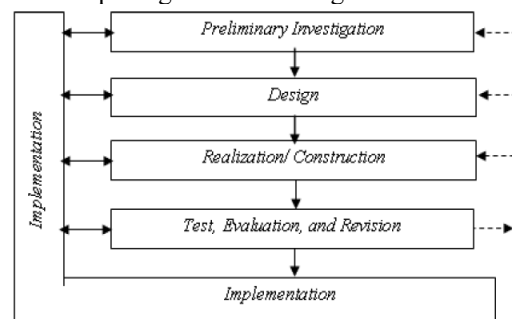 Preliminary Investigation
Design
Realization/ Construction
Test, Evaluation, and Revision
Implementation
Implementation